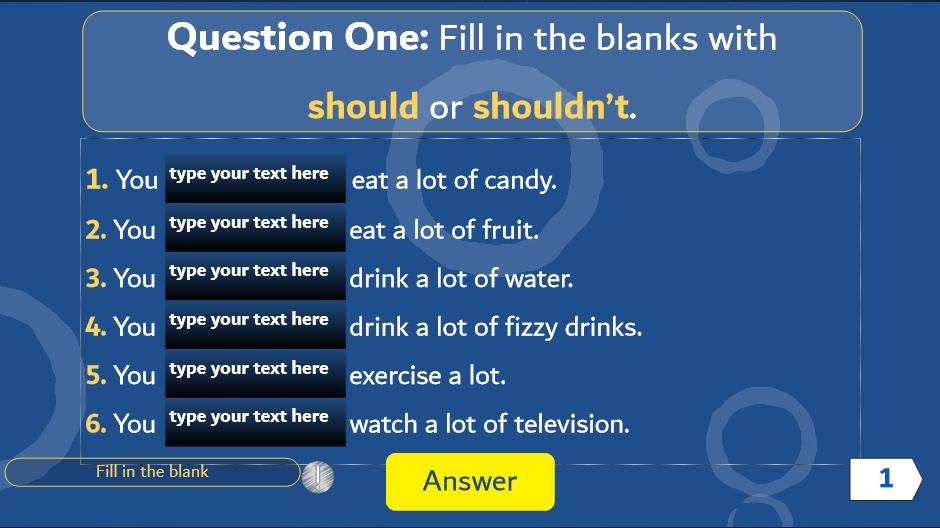 Question One: Fill in the blanks with
should or shouldn't.
1. You type your text here eat a lot of candy.
2. You type your text here eat a lot of fruit.
3. You type your text here drink a lot of water.
4. You type your text here drink a lot of fizzy drinks.
5. You type your text here exercise a lot.
6. You type your text here watch a lot of television.
Fill in the blank
!
Answer
1